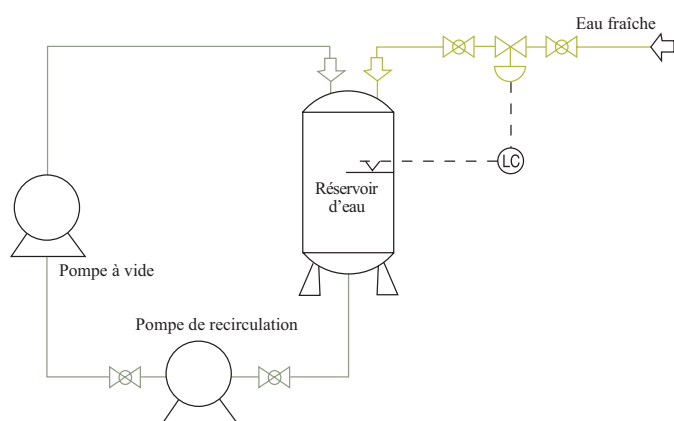 Eau fraîche
LC
Réservoir
d'eau
Pompe à vide
Pompe de recirculation